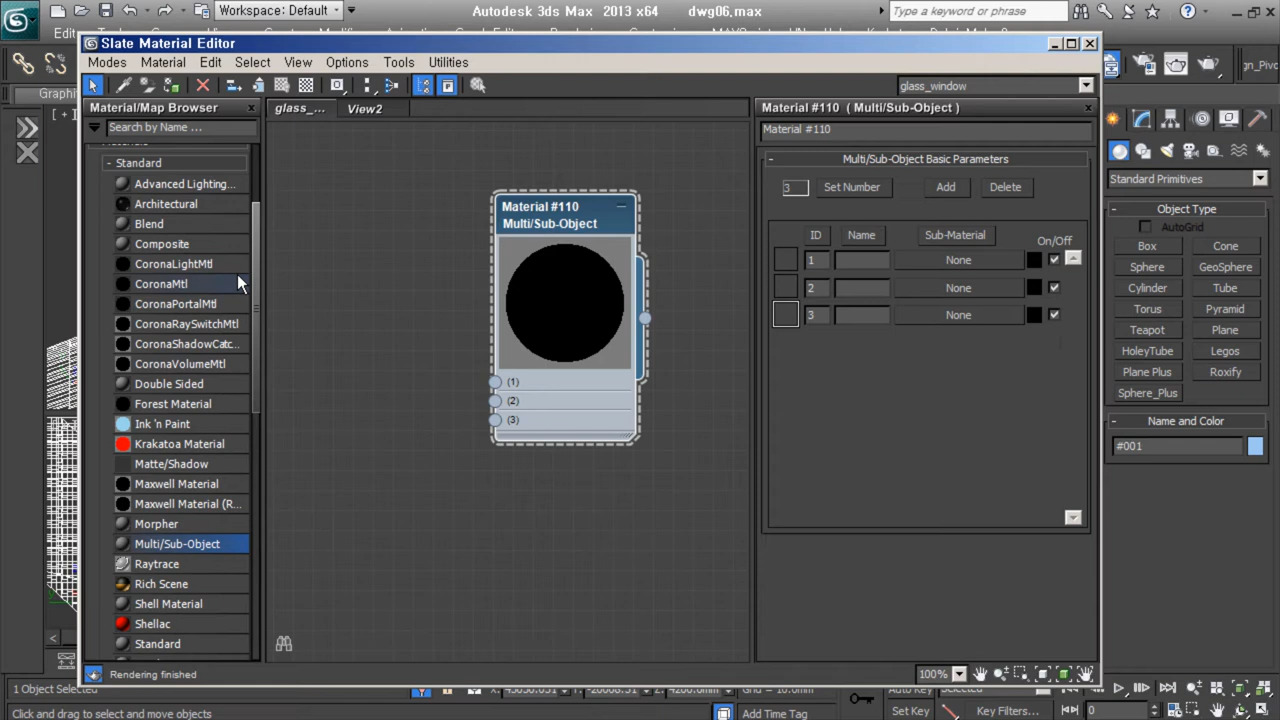 Workspace: Default
Autodesk 3ds Max 2013 x64 dwg06.max
Type a keyword or phrase
Slate Material Editor
Modes Material Edit Select View Options Tools Utilities
glass_window
gn_Pivo
Graphit
Material/Map Browser
glass_...
View2
Material #110 ( Multi/Sub-Object )
[ + ]
Search by Name ...
Material #110
- Standard
Advanced Lighting...
Architectural
Blend
Composite
CoronaLightMtl
CoronaMtl
CoronaPortalMtl
CoronaRaySwitchMtl
CoronaShadowCatc...
CoronaVolumeMtl
Double Sided
Forest Material
Ink 'n Paint
Krakatoa Material
Matte/Shadow
Maxwell Material
Maxwell Material (R...
Morpher
Multi/Sub-Object
Raytrace
Rich Scene
Shell Material
Shellac
Standard
Material #110
Multi/Sub-Object
(1)
(2)
(3)
- Multi/Sub-Object Basic Parameters
3 Set Number Add Delete
ID Name Sub-Material On/Off
1 None
2 None
3 None
Standard Primitives
- Object Type
AutoGrid
Box Cone
Sphere GeoSphere
Cylinder Tube
Torus Pyramid
Teapot Plane
HoleyTube Legos
Plane Plus Roxify
Sphere_Plus
- Name and Color
#001
Rendering finished
100%
1 Object Selected
Click and drag to select and move objects
Add Time Tag
Auto Key Selected
Set Key Key Filters...
0